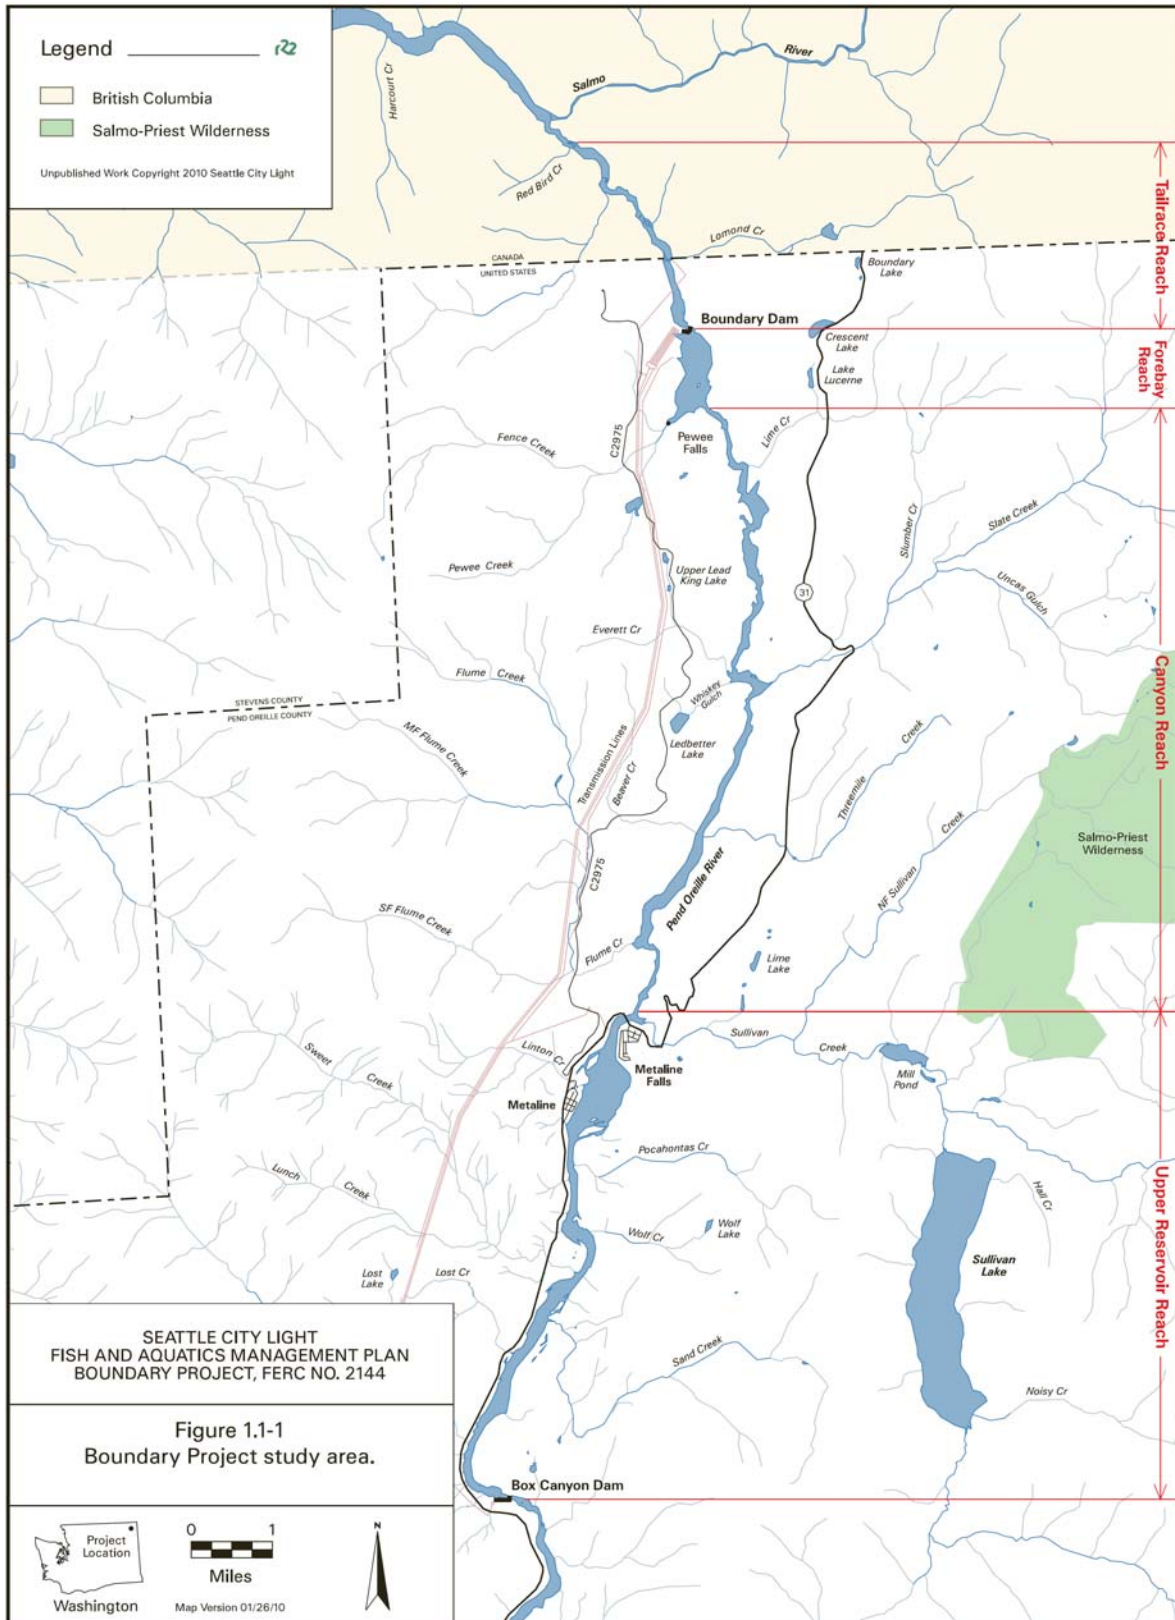 Legend
British Columbia
Salmo-Priest Wilderness
Unpublished Work Copyright 2010 Seattle City Light
Harcourt Cr
Salmo
River
Red Bird Cr
Lomond Cr
CANADA
UNITED STATES
Boundary
Lake
Tailrace Reach
Boundary Dam
Crescent
Lake
Lake
Lucerne
Forebay
Reach
Fence Creek
C2975
Pewee
Falls
Lime Cr
Slumber Cr
Slate Creek
Uncas Gulch
Pewee Creek
Upper Lead
King Lake
31
Everett Cr
Flume Creek
Whiskey
Gulch
STEVENS COUNTY
PEND OREILLE COUNTY
MF Flume Creek
Ledbetter
Lake
Transmission Lines
Beaver Cr
Threemile
Creek
Canyon Reach
Salmo-Priest
Wilderness
C2975
Pend Oreille River
NF Sullivan
Creek
SF Flume Creek
Flume Cr
Lime
Lake
Sullivan
Creek
Sweet
Creek
Linton Cr
Metaline
Falls
Mill
Pond
Metaline
Pocahontas Cr
Lunch
Creek
Hall Cr
Wolf Cr
Wolf
Lake
Upper Reservoir Reach
Lost
Lake
Lost Cr
Sullivan
Lake
Sand Creek
Noisy Cr
Box Canyon Dam
SEATTLE CITY LIGHT
FISH AND AQUATICS MANAGEMENT PLAN
BOUNDARY PROJECT, FERC NO. 2144
Figure 1.1-1
Boundary Project study area.
Project
Location
Washington
0 1
Miles
Map Version 01/26/10
N